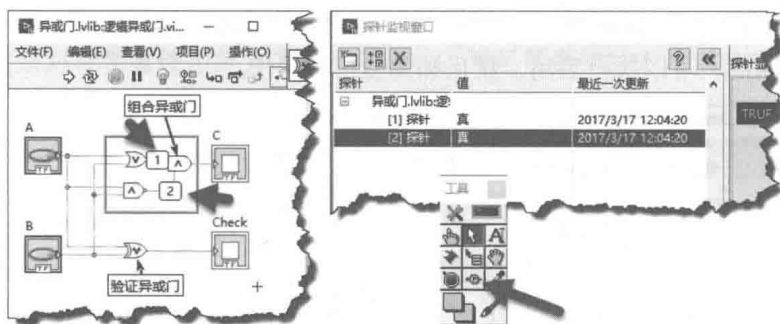 异或门.lvlib:逻辑异或门.vi...
文件(F) 编辑(E) 查看(V) 项目(P) 操作(O)
组合异或门
A
C
1
2
B
Check
验证异或门
探针监视窗口
探针 值 最近一次更新
异或门.lvlib:逻
[1] 探针 真 2017/3/17 12:04:20
[2] 探针 真 2017/3/17 12:04:20
探针显
TRUE
工具